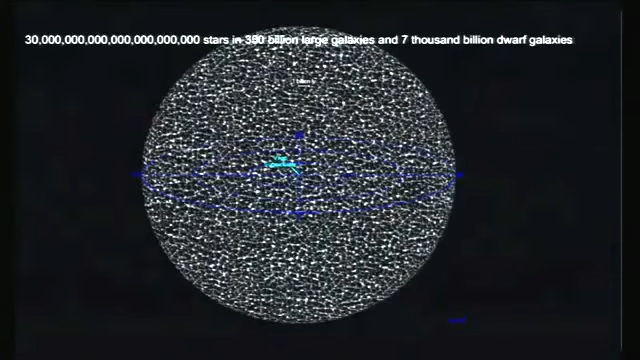 30,000,000,000,000,000,000,000 stars in 350 billion large galaxies and 7 thousand billion dwarf galaxies